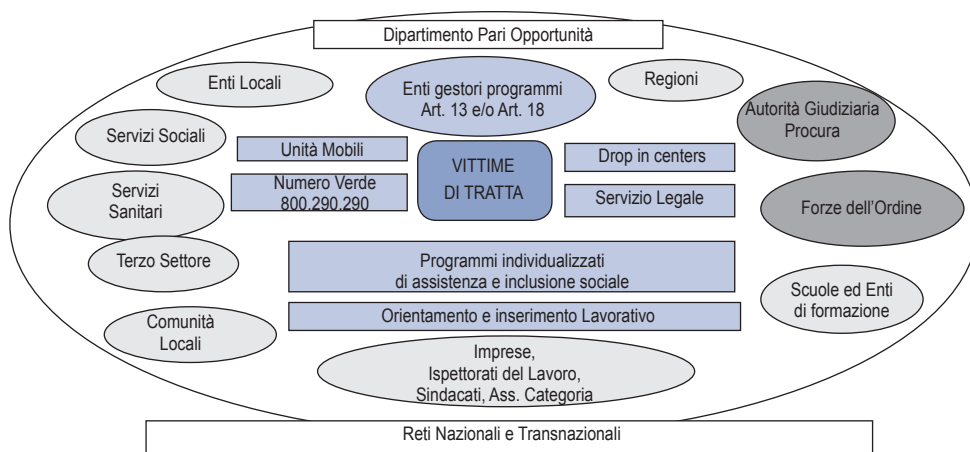 Dipartimento Pari Opportunità
Enti Locali
Enti gestori programmi
Art. 13 e/o Art. 18
Regioni
Autorità Giudiziaria
Procura
Servizi Sociali
Unità Mobili
VITTIME
DI TRATTA
Drop in centers
Servizi
Sanitari
Numero Verde
800.290.290
Servizio Legale
Forze dell'Ordine
Terzo Settore
Programmi individualizzati
di assistenza e inclusione sociale
Scuole ed Enti
di formazione
Comunità
Locali
Orientamento e inserimento Lavorativo
Imprese,
Ispettorati del Lavoro,
Sindacati, Ass. Categoria
Reti Nazionali e Transnazionali